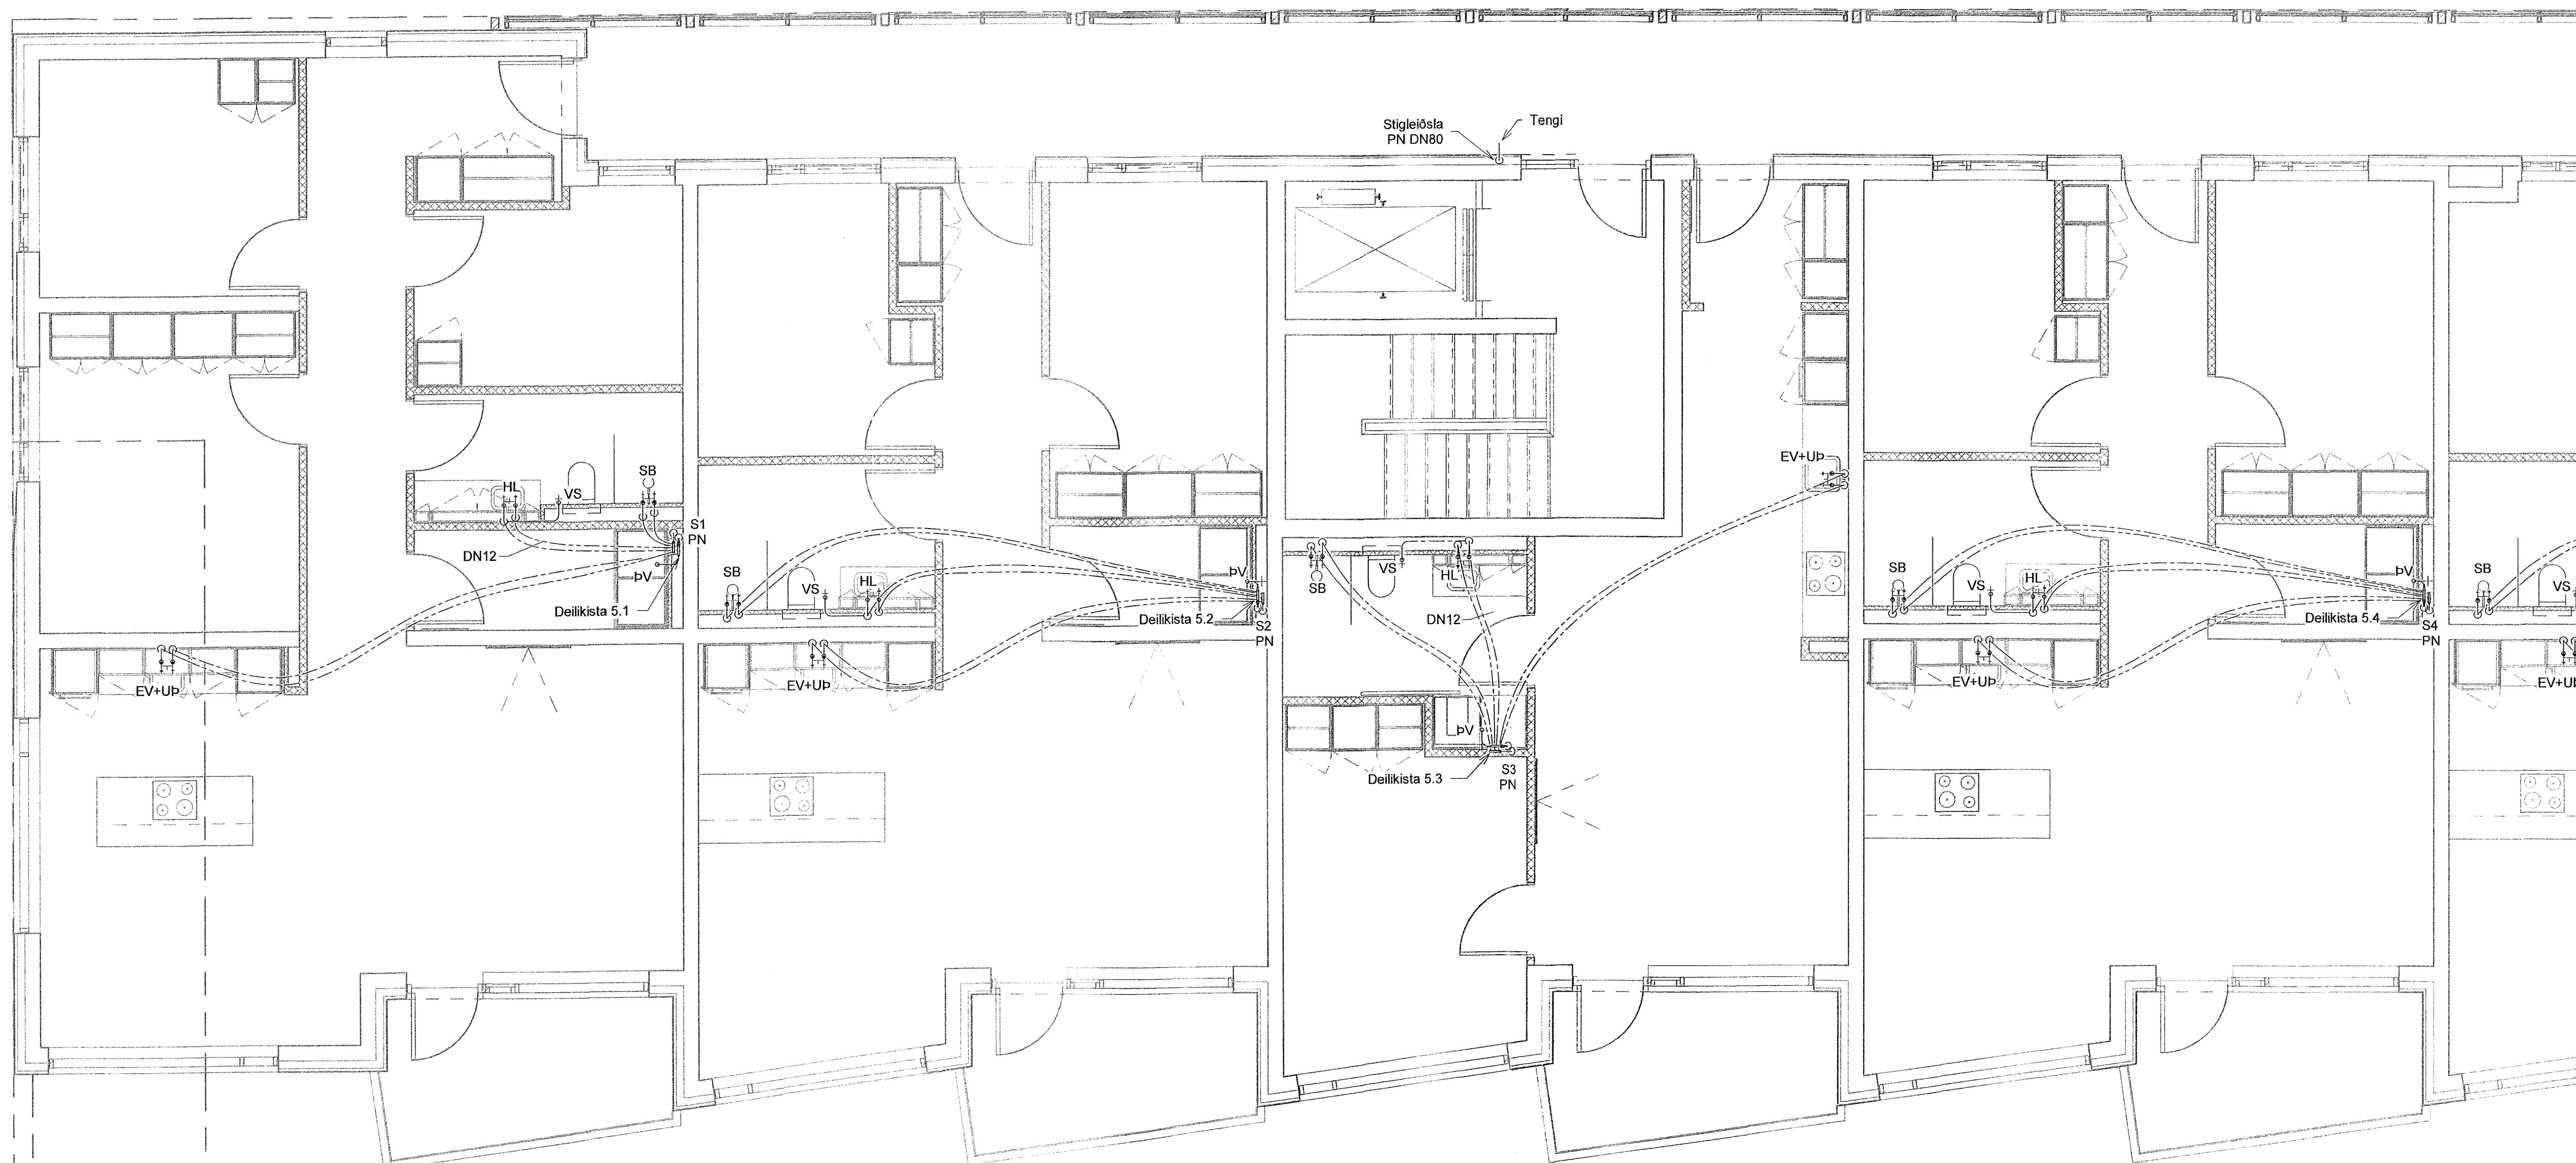 Stigleiðsla
PN DN80
Tengi
SB
HL
VS
S1
PN
DN12
ÞV
Deilikista 5.1
EV+UÞ
SB
VS
HL
ÞV
Deilikista 5.2
S2
PN
EV+UÞ
EV+UÞ
SB
VS
HL
DN12
ÞV
Deilikista 5.3
S3
PN
SB
VS
HL
ÞV
Deilikista 5.4
S4
PN
EV+UÞ
SB
VS
EV+UÞ